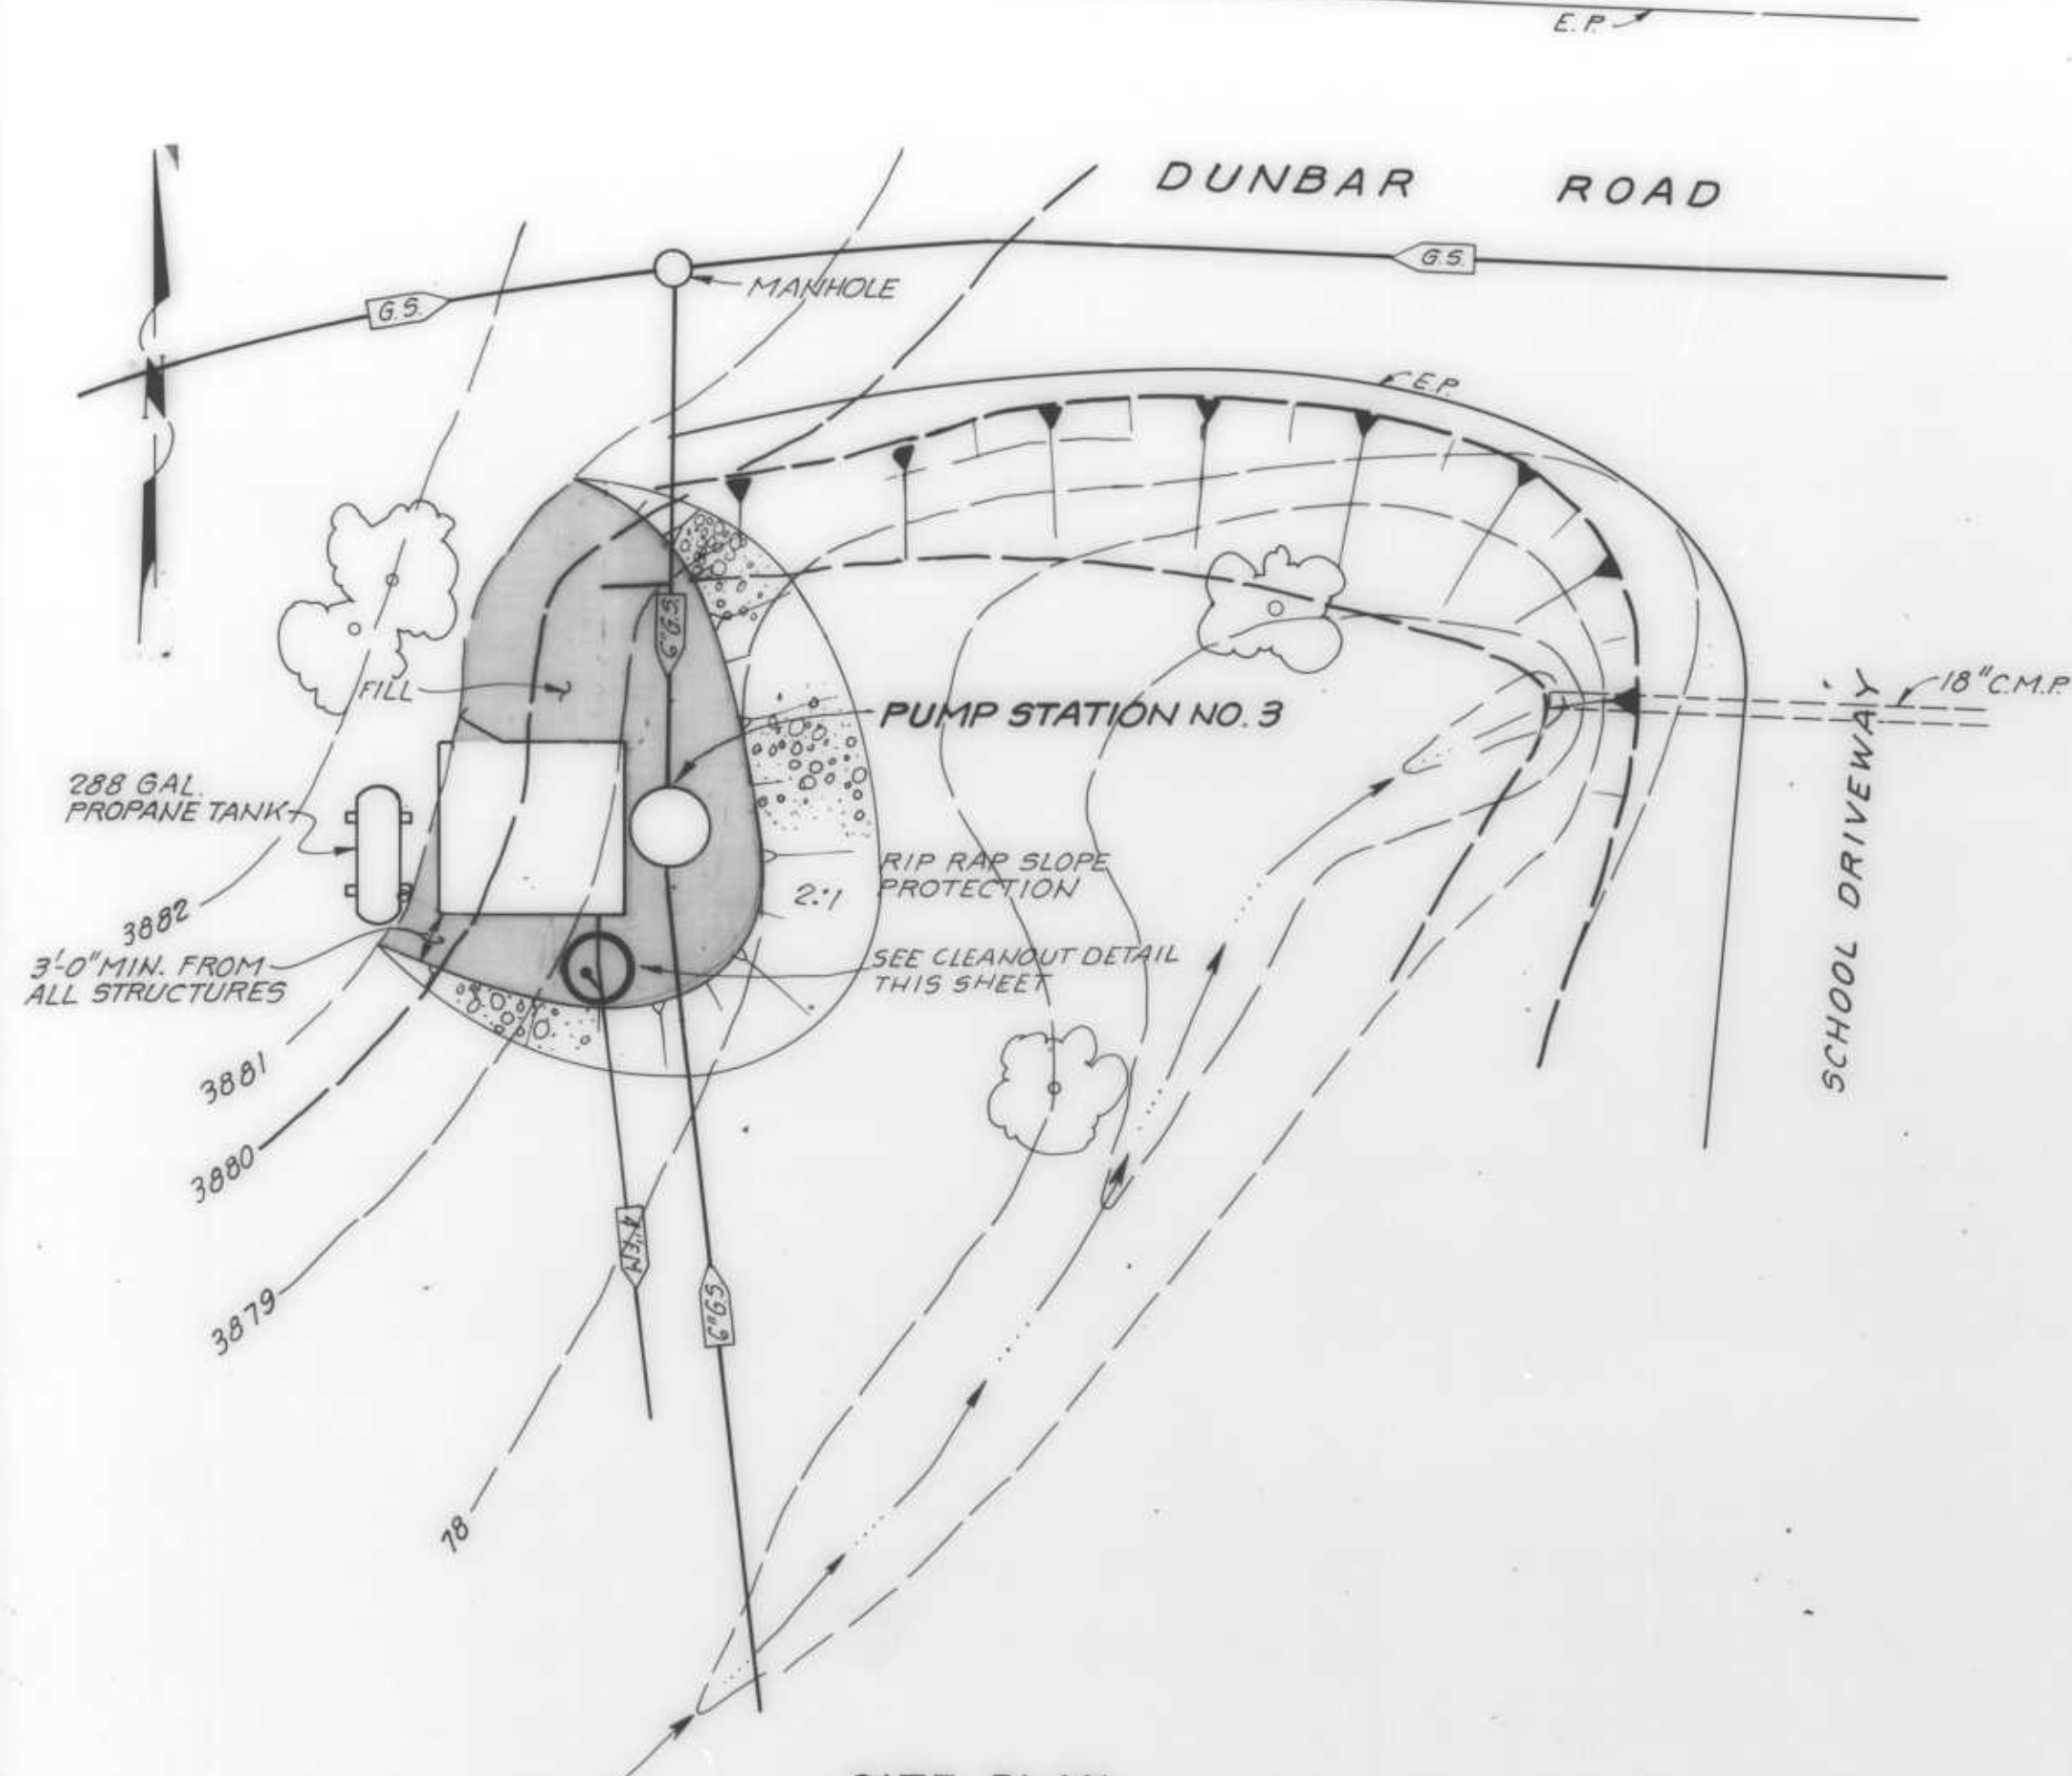 E.P.
DUNBAR ROAD
G.S.
MANHOLE
G.S.
E.P.
N
6"G.S.
FILL
PUMP STATION NO. 3
18"C.M.P.
288 GAL.
PROPANE TANK
SCHOOL DRIVEWAY
RIP RAP SLOPE
PROTECTION
2:1
3882
3'-0"MIN. FROM
ALL STRUCTURES
SEE CLEANOUT DETAIL
THIS SHEET
3881
3880
3879
4"F.M.
6"G.S.
78